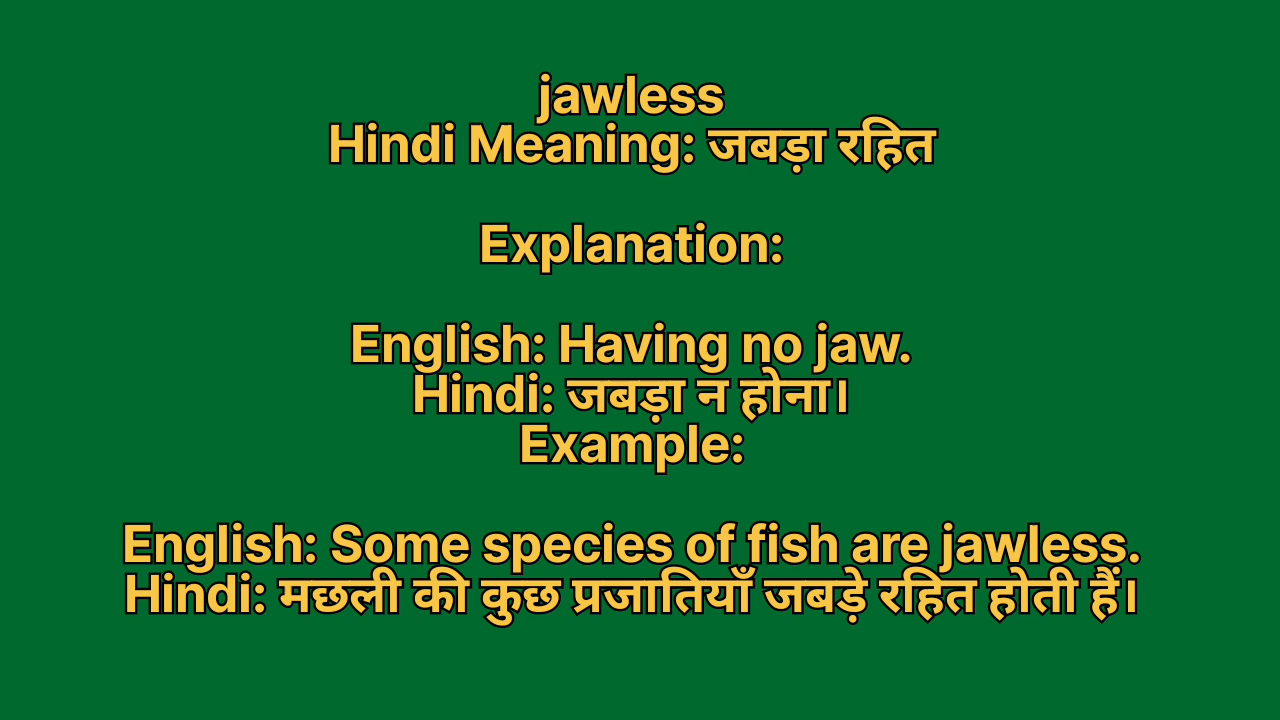 jawless
Hindi Meaning: जबड़ा रहित
Explanation:
English: Having no jaw.
Hindi: जबड़ा न होना।
Example:
English: Some species of fish are jawless.
Hindi: मछली की कुछ प्रजातियाँ जबड़े रहित होती हैं।